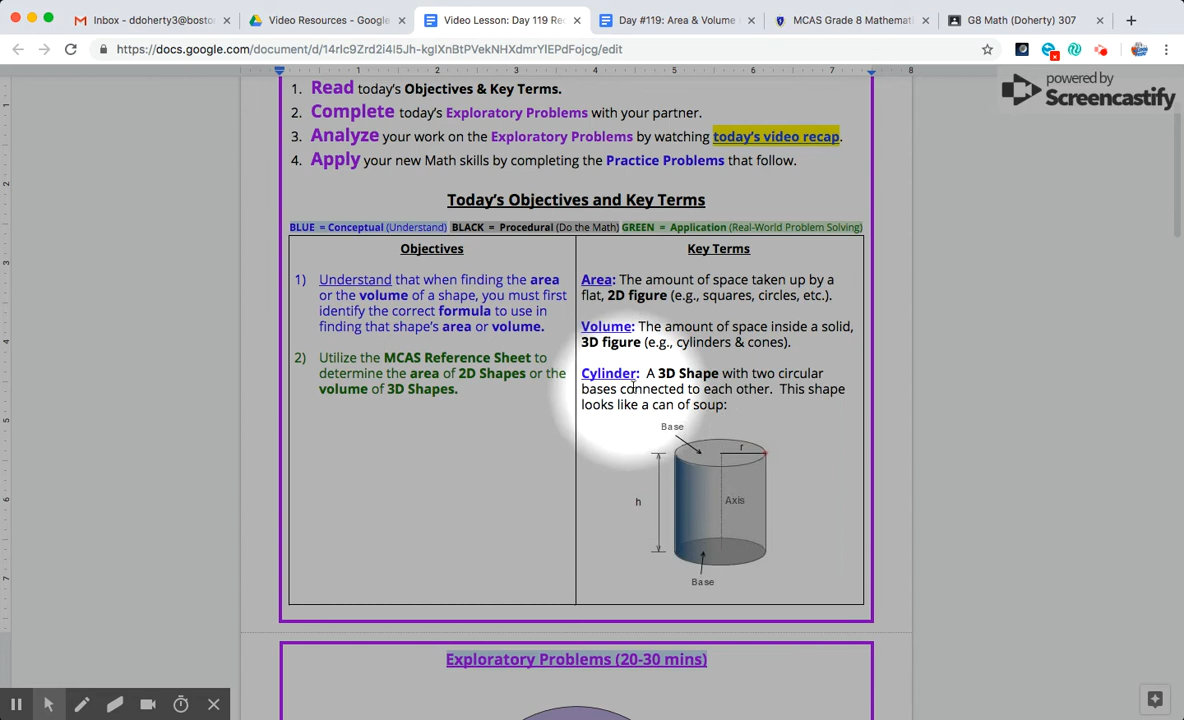 Inbox - ddoherty3@bosto
Video Resources - Google
Video Lesson: Day 119 Re
Day #119: Area & Volume
MCAS Grade 8 Mathemati
G8 Math (Doherty) 307
https://docs.google.com/document/d/14rIc9Zrd2i4I5Jh-kgIXnBtPVekNHXdmrYIEPdFojcg/edit
2 3 4 5 6 7 8
powered by
Screencastify
1. Read today's Objectives & Key Terms.
2. Complete today's Exploratory Problems with your partner.
3. Analyze your work on the Exploratory Problems by watching today's video recap.
4. Apply your new Math skills by completing the Practice Problems that follow.
Today's Objectives and Key Terms
BLUE = Conceptual (Understand) BLACK = Procedural (Do the Math) GREEN = Application (Real-World Problem Solving)
Objectives
1) Understand that when finding the area
or the volume of a shape, you must first
identify the correct formula to use in
finding that shape's area or volume.
2) Utilize the MCAS Reference Sheet to
determine the area of 2D Shapes or the
volume of 3D Shapes.
Key Terms
Area: The amount of space taken up by a
flat, 2D figure (e.g., squares, circles, etc.).
Volume: The amount of space inside a solid,
3D figure (e.g., cylinders & cones).
Cylinder: A 3D Shape with two circular
bases connected to each other. This shape
looks like a can of soup:
Base
r
h
Axis
Base
Exploratory Problems (20-30 mins)